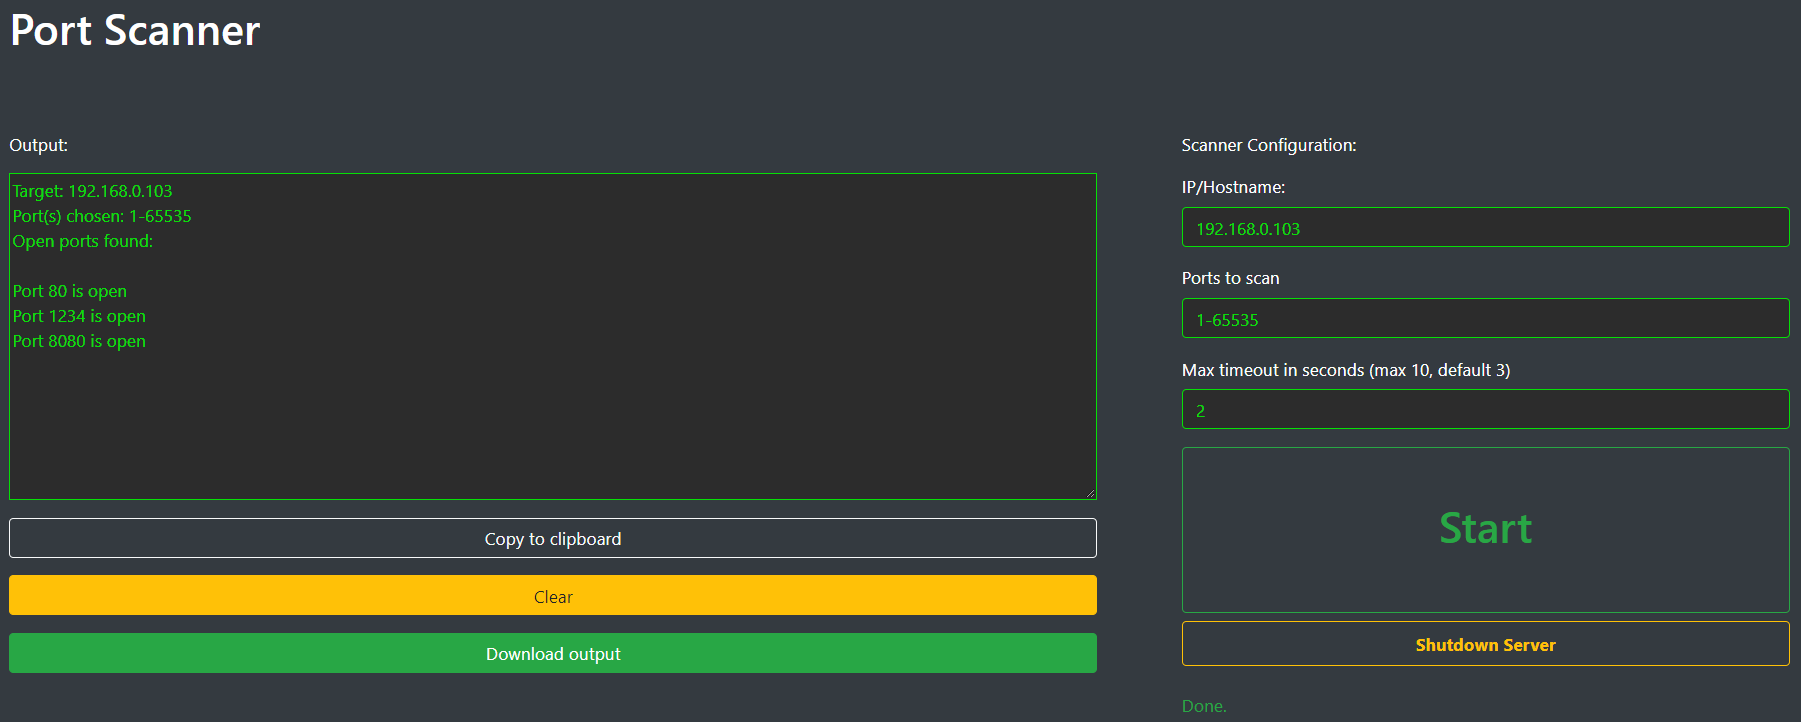 Port Scanner
Output:
Target: 192.168.0.103
Port(s) chosen: 1-65535
Open ports found:
Port 80 is open
Port 1234 is open
Port 8080 is open
Copy to clipboard
Clear
Download output
Scanner Configuration:
IP/Hostname:
192.168.0.103
Ports to scan
1-65535
Max timeout in seconds (max 10, default 3)
2
Start
Shutdown Server
Done.